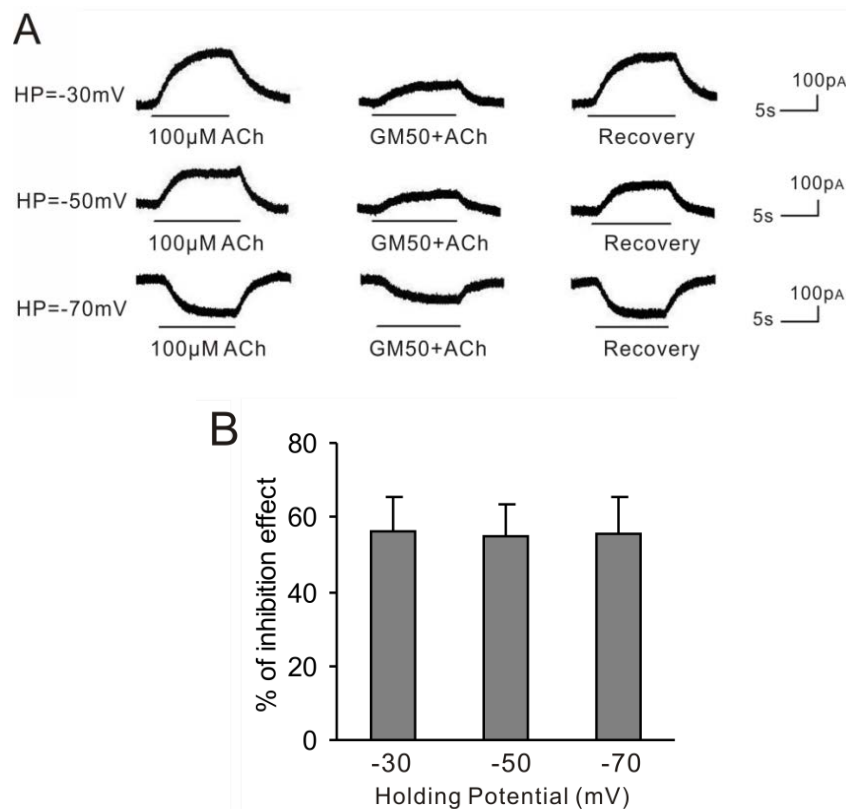 A
HP=-30mV
100µM ACh
GM50+ACh
Recovery
100pA
5s
HP=-50mV
100µM ACh
GM50+ACh
Recovery
100pA
5s
HP=-70mV
100µM ACh
GM50+ACh
Recovery
100pA
5s
B
% of inhibition effect
80
60
40
20
0
-30 -50 -70
Holding Potential (mV)